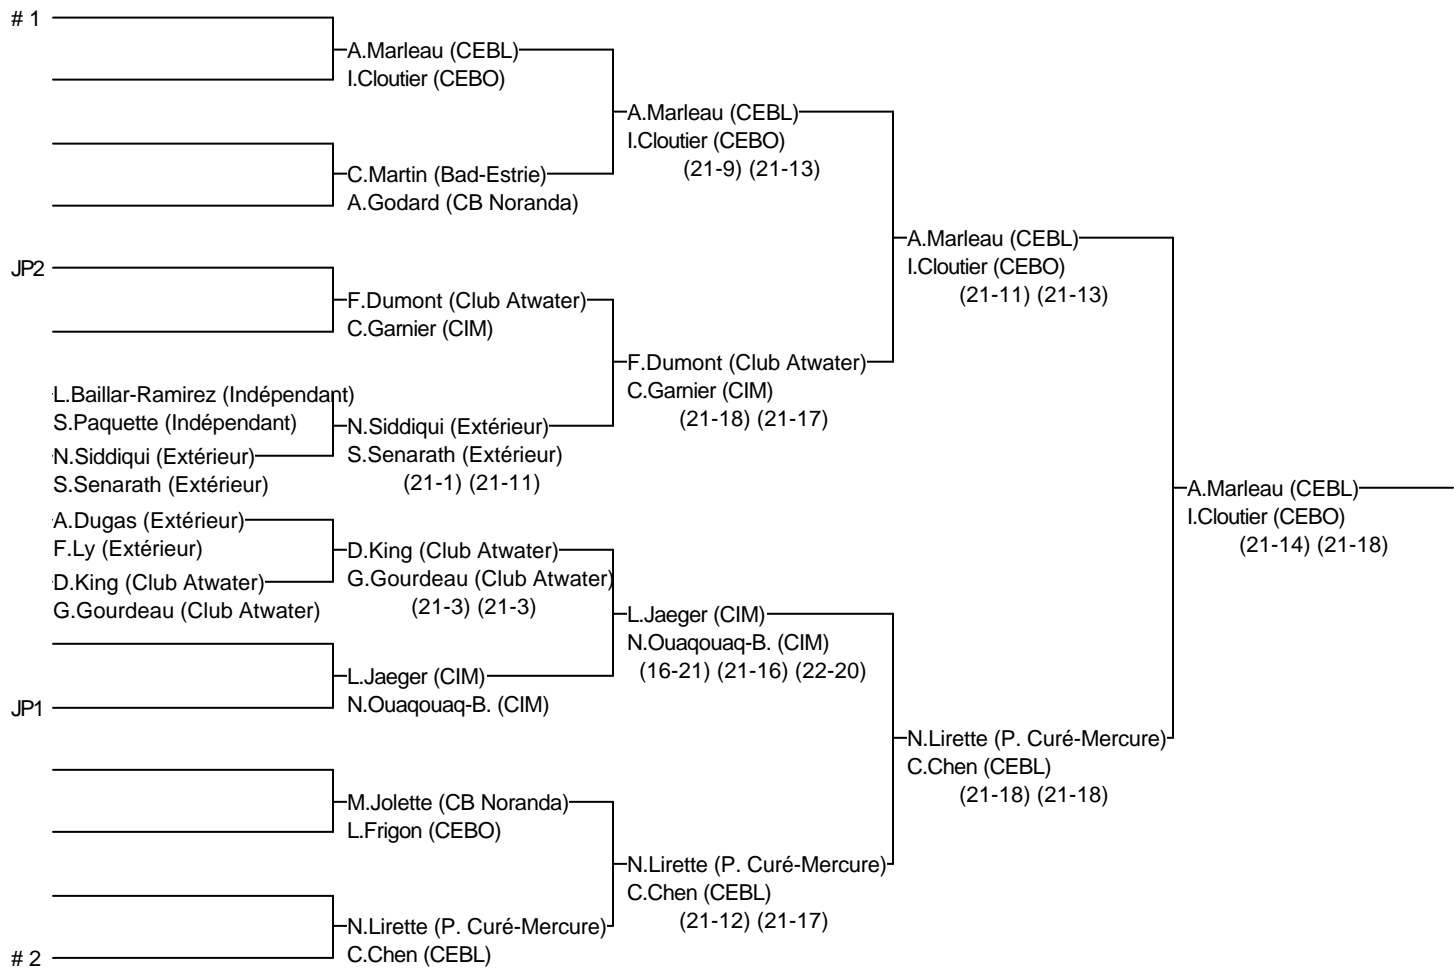 # 1
A.Marleau (CEBL)
I.Cloutier (CEBO)
A.Marleau (CEBL)
I.Cloutier (CEBO)
(21-9) (21-13)
C.Martin (Bad-Estrie)
A.Godard (CB Noranda)
A.Marleau (CEBL)
I.Cloutier (CEBO)
(21-11) (21-13)
JP2
F.Dumont (Club Atwater)
C.Garnier (CIM)
F.Dumont (Club Atwater)
C.Garnier (CIM)
(21-18) (21-17)
L.Baillar-Ramirez (Indépendant)
S.Paquette (Indépendant)
N.Siddiqui (Extérieur)
S.Senarath (Extérieur)
(21-1) (21-11)
N.Siddiqui (Extérieur)
S.Senarath (Extérieur)
A.Marleau (CEBL)
I.Cloutier (CEBO)
(21-14) (21-18)
A.Dugas (Extérieur)
F.Ly (Extérieur)
D.King (Club Atwater)
G.Gourdeau (Club Atwater)
(21-3) (21-3)
D.King (Club Atwater)
G.Gourdeau (Club Atwater)
L.Jaeger (CIM)
N.Ouaqouaq-B. (CIM)
(16-21) (21-16) (22-20)
L.Jaeger (CIM)
N.Ouaqouaq-B. (CIM)
JP1
N.Lirette (P. Curé-Mercure)
C.Chen (CEBL)
(21-18) (21-18)
M.Jolette (CB Noranda)
L.Frigon (CEBO)
N.Lirette (P. Curé-Mercure)
C.Chen (CEBL)
(21-12) (21-17)
N.Lirette (P. Curé-Mercure)
C.Chen (CEBL)
# 2